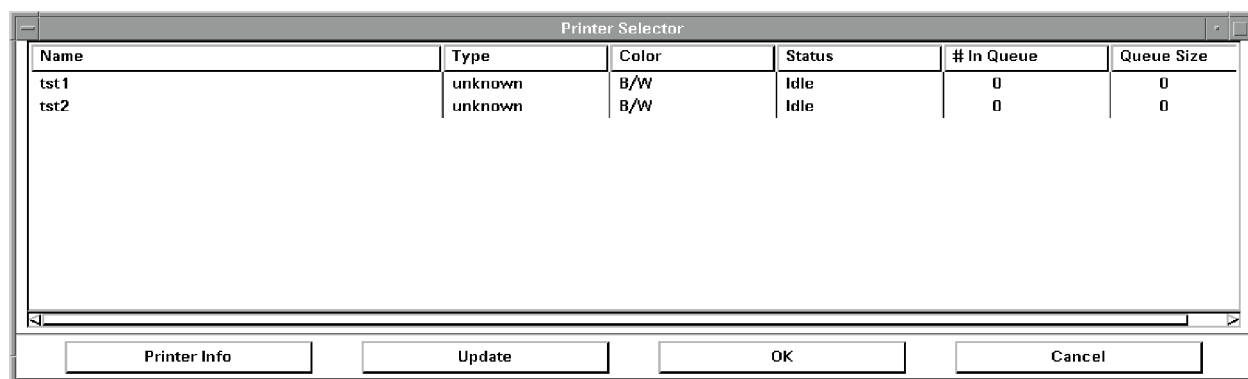 Printer Selector
Name Type Color Status # In Queue Queue Size
tst1 unknown B/W Idle 0 0
tst2 unknown B/W Idle 0 0
Printer Info Update OK Cancel